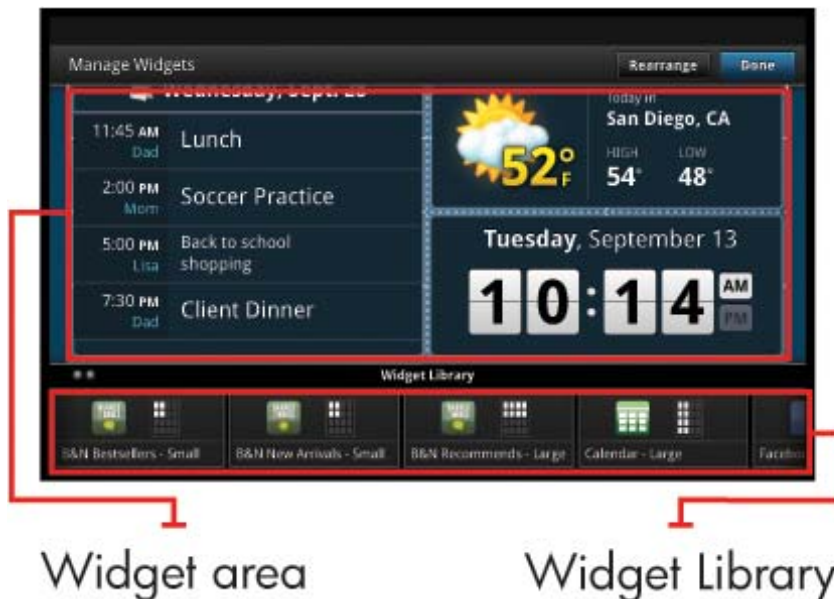 Manage Widgets
Rearrange
Done
Wednesday, Sept. 28
11:45 AM
Dad
Lunch
2:00 PM
Mom
Soccer Practice
5:00 PM
Lisa
Back to school
shopping
7:30 PM
Dad
Client Dinner
52°F
Today in
San Diego, CA
HIGH LOW
54° 48°
Tuesday, September 13
10:14
AM
PM
Widget Library
B&N Bestsellers - Small
B&N New Arrivals - Small
B&N Recommends - Large
Calendar - Large
Widget area
Widget Library